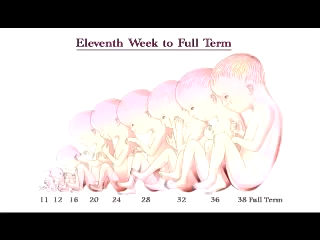 Eleventh Week to Full Term
11 12 16 20 24 28 32 36 38 Full Term